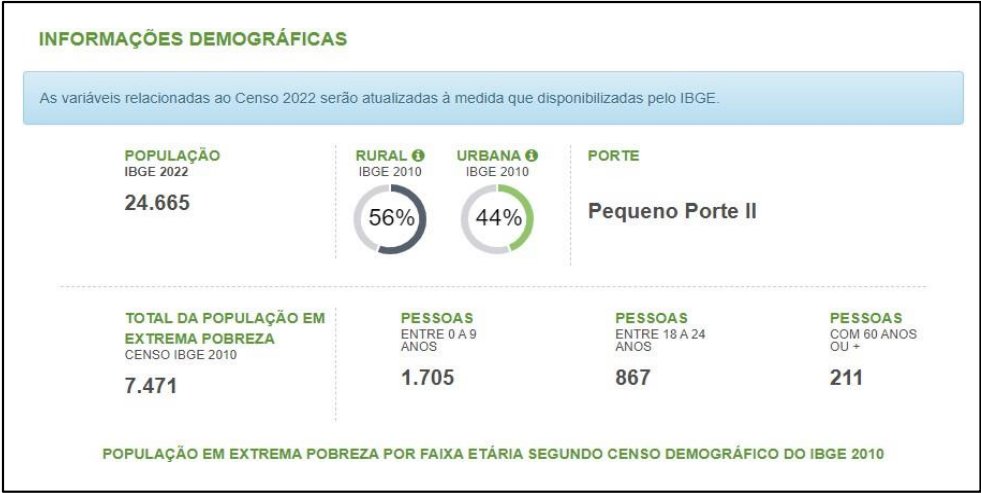 INFORMAÇÕES DEMOGRÁFICAS
As variáveis relacionadas ao Censo 2022 serão atualizadas à medida que disponibilizadas pelo IBGE.
POPULAÇÃO
IBGE 2022
24.665
RURAL
IBGE 2010
56%
URBANA
IBGE 2010
44%
PORTE
Pequeno Porte II
TOTAL DA POPULAÇÃO EM
EXTREMA POBREZA
CENSO IBGE 2010
7.471
PESSOAS
ENTRE 0 A 9
ANOS
1.705
PESSOAS
ENTRE 18 A 24
ANOS
867
PESSOAS
COM 60 ANOS
OU +
211
POPULAÇÃO EM EXTREMA POBREZA POR FAIXA ETÁRIA SEGUNDO CENSO DEMOGRÁFICO DO IBGE 2010